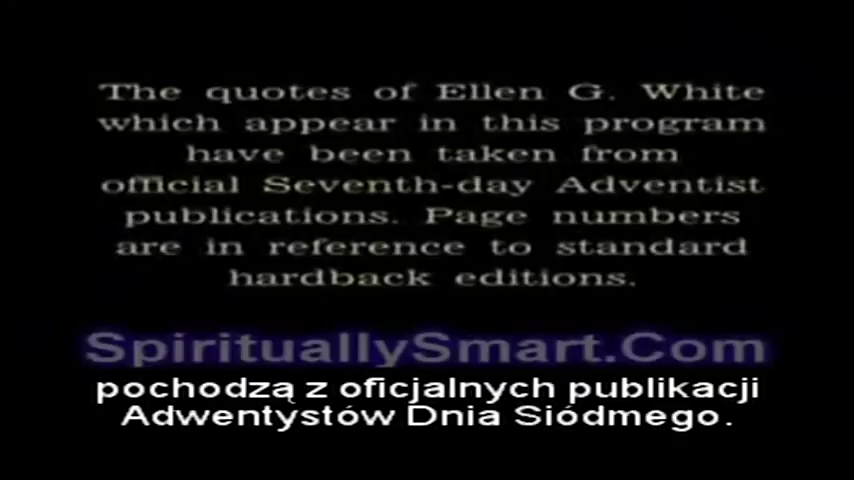 The quotes of Ellen G. White
which appear in this program
have been taken from
official Seventh-day Adventist
publications. Page numbers
are in reference to standard
hardback editions.
SpirituallySmart.Com
pochodzą z oficjalnych publikacji
Adwentystów Dnia Siódmego.